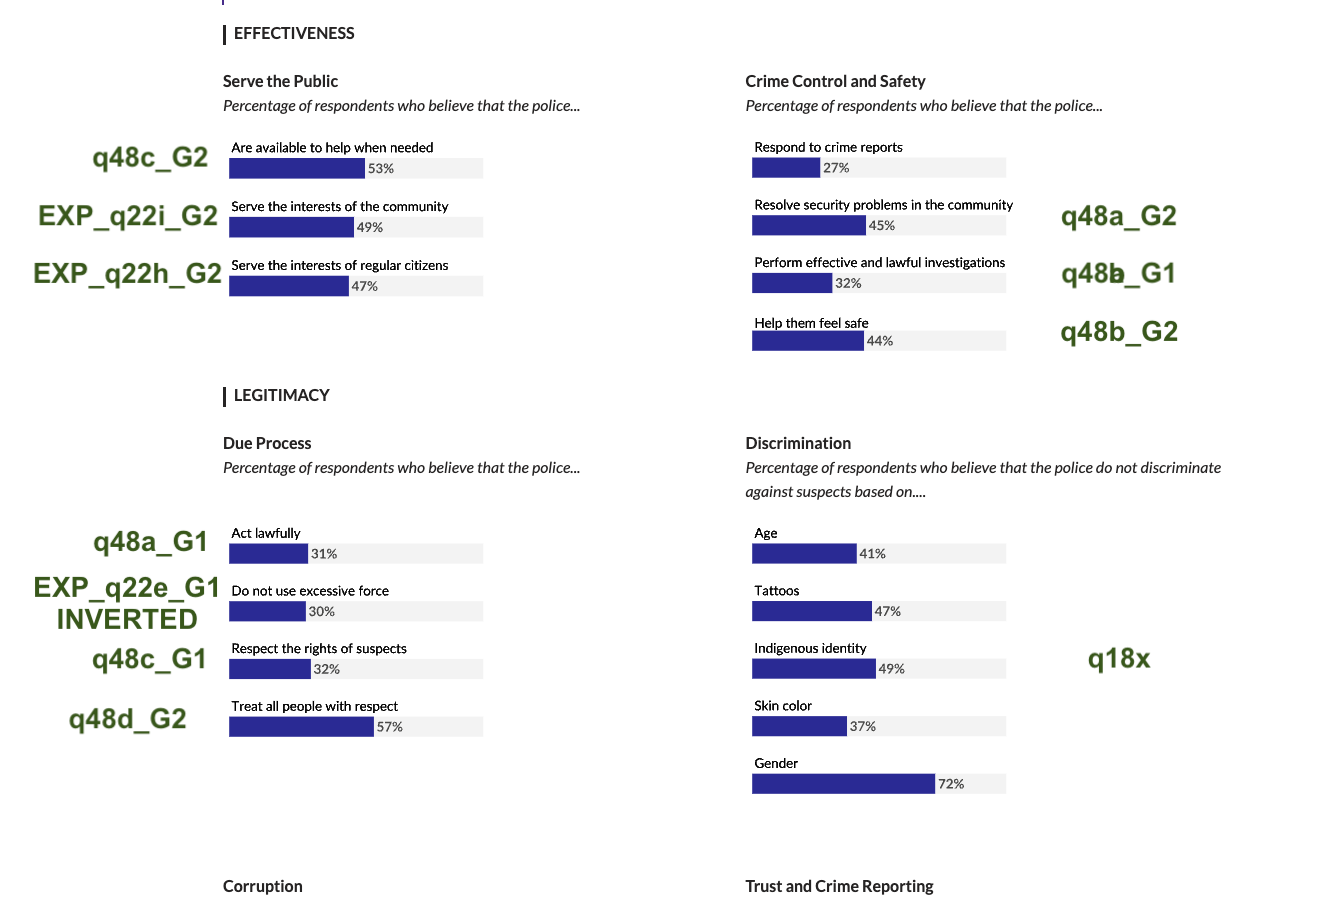 EFFECTIVENESS
Serve the Public
Percentage of respondents who believe that the police...
q48c_G2
Are available to help when needed
53%
EXP_q22i_G2
Serve the interests of the community
49%
EXP_q22h_G2
Serve the interests of regular citizens
47%
Crime Control and Safety
Percentage of respondents who believe that the police...
Respond to crime reports
27%
Resolve security problems in the community
45%
q48a_G2
Perform effective and lawful investigations
32%
q48b_G1
Help them feel safe
44%
q48b_G2
LEGITIMACY
Due Process
Percentage of respondents who believe that the police...
q48a_G1
Act lawfully
31%
EXP_q22e_G1
INVERTED
Do not use excessive force
30%
q48c_G1
Respect the rights of suspects
32%
q48d_G2
Treat all people with respect
57%
Discrimination
Percentage of respondents who believe that the police do not discriminate
against suspects based on....
Age
41%
Tattoos
47%
Indigenous identity
49%
q18x
Skin color
37%
Gender
72%
Corruption
Trust and Crime Reporting